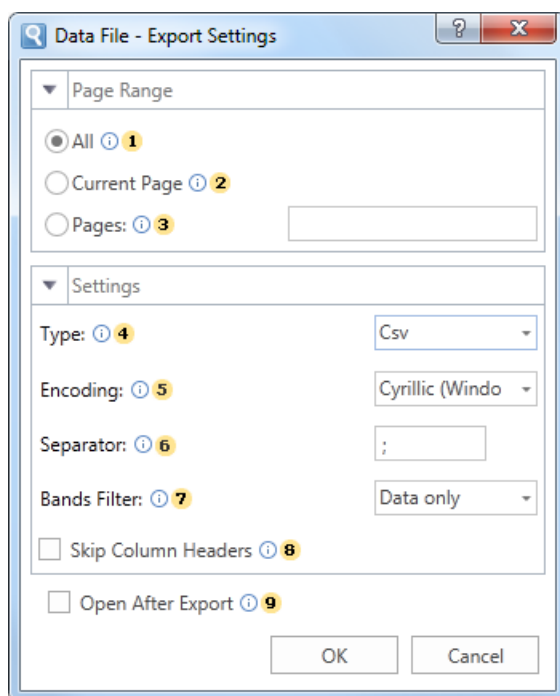 Data File - Export Settings
Page Range
All 1
Current Page 2
Pages: 3
Settings
Type: 4 Csv
Encoding: 5 Cyrillic (Windo
Separator: 6 ;
Bands Filter: 7 Data only
Skip Column Headers 8
Open After Export 9
OK Cancel